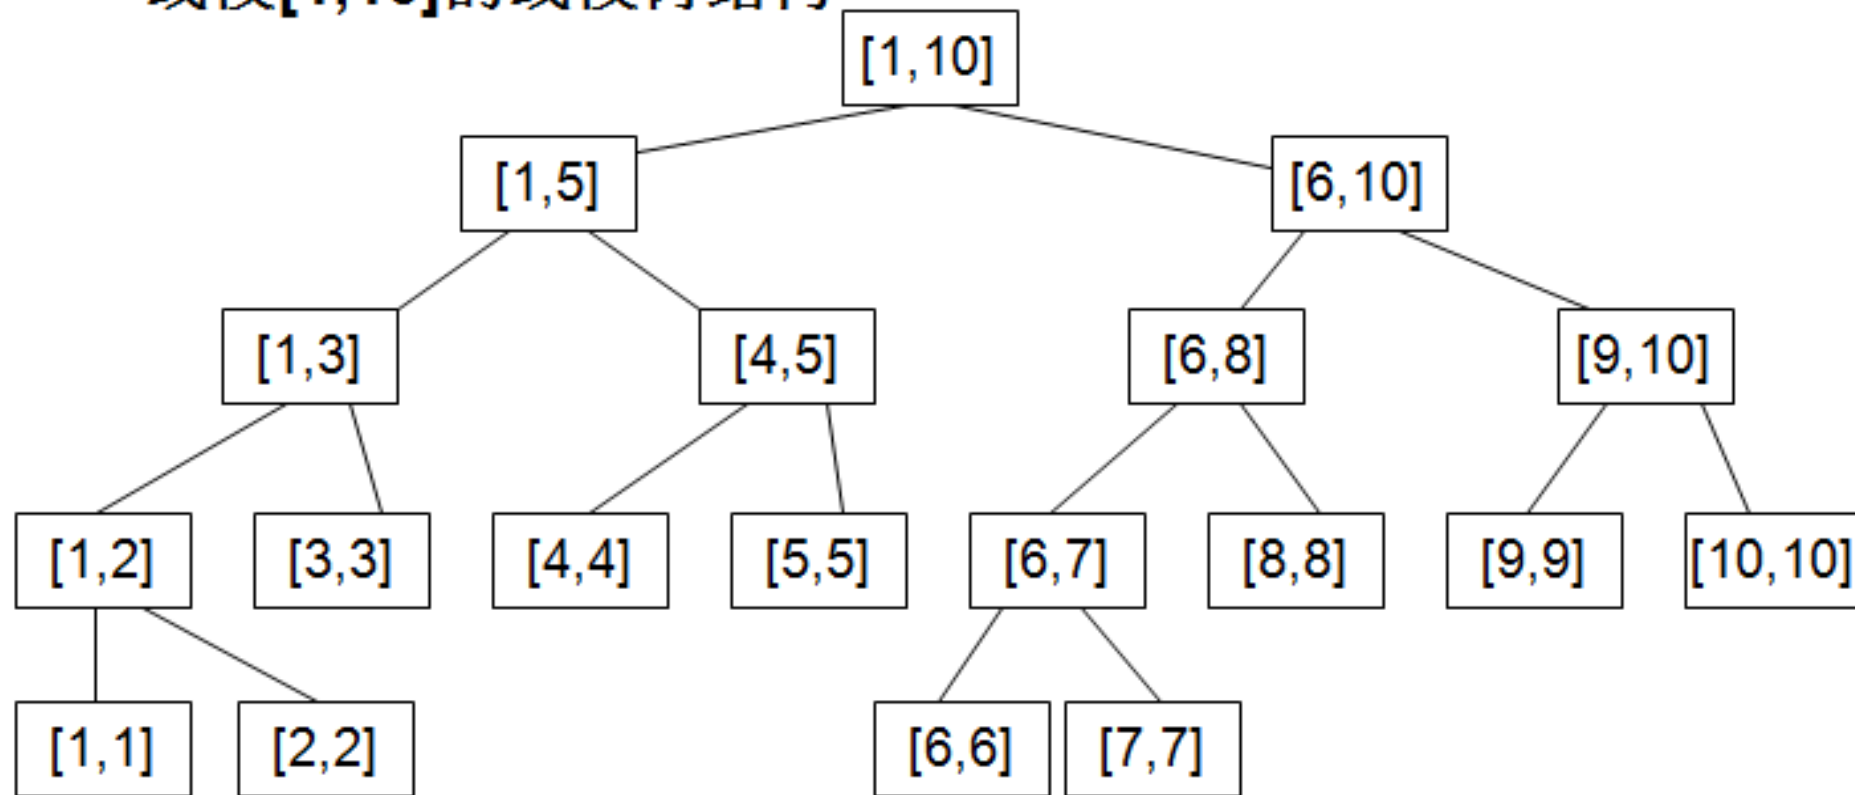 [1,10]
[1,5] [6,10]
[1,3] [4,5] [6,8] [9,10]
[1,2] [3,3] [4,4] [5,5] [6,7] [8,8] [9,9] [10,10]
[1,1] [2,2] [6,6] [7,7]